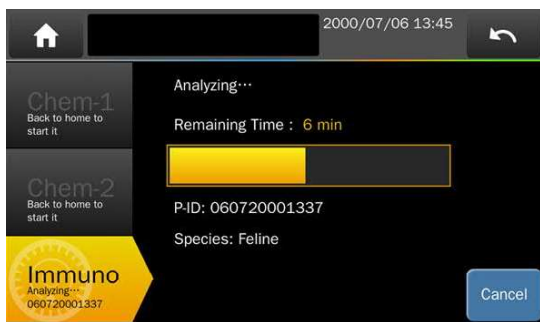 2000/07/06 13:45
Chem-1
Back to home to
start it
Chem-2
Back to home to
start it
Immuno
Analyzing⋯
060720001337
Analyzing⋯
Remaining Time : 6 min
P-ID: 060720001337
Species: Feline
Cancel